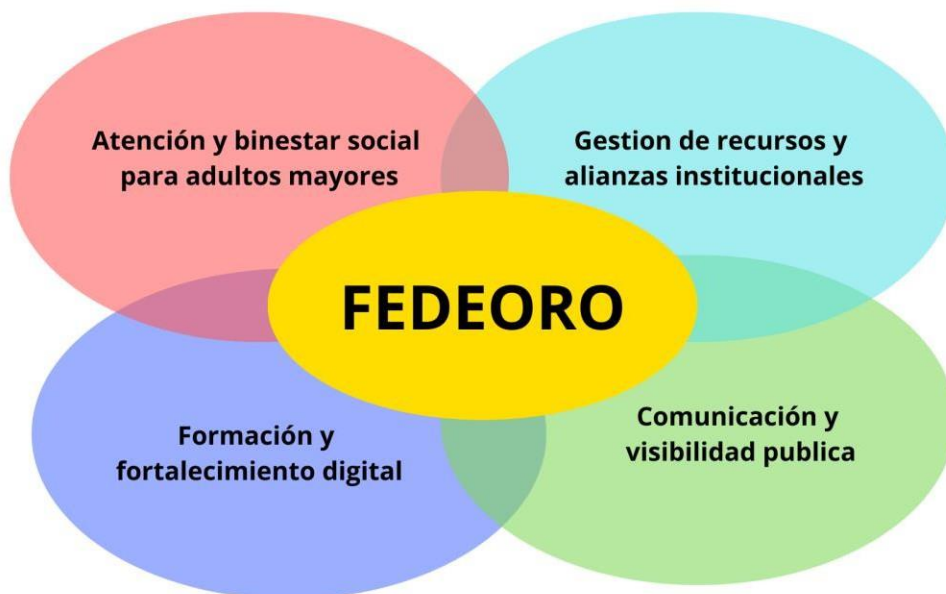 Atención y binestar social
para adultos mayores
Gestion de recursos y
alianzas institucionales
FEDEORO
Formación y
fortalecimiento digital
Comunicación y
visibilidad publica